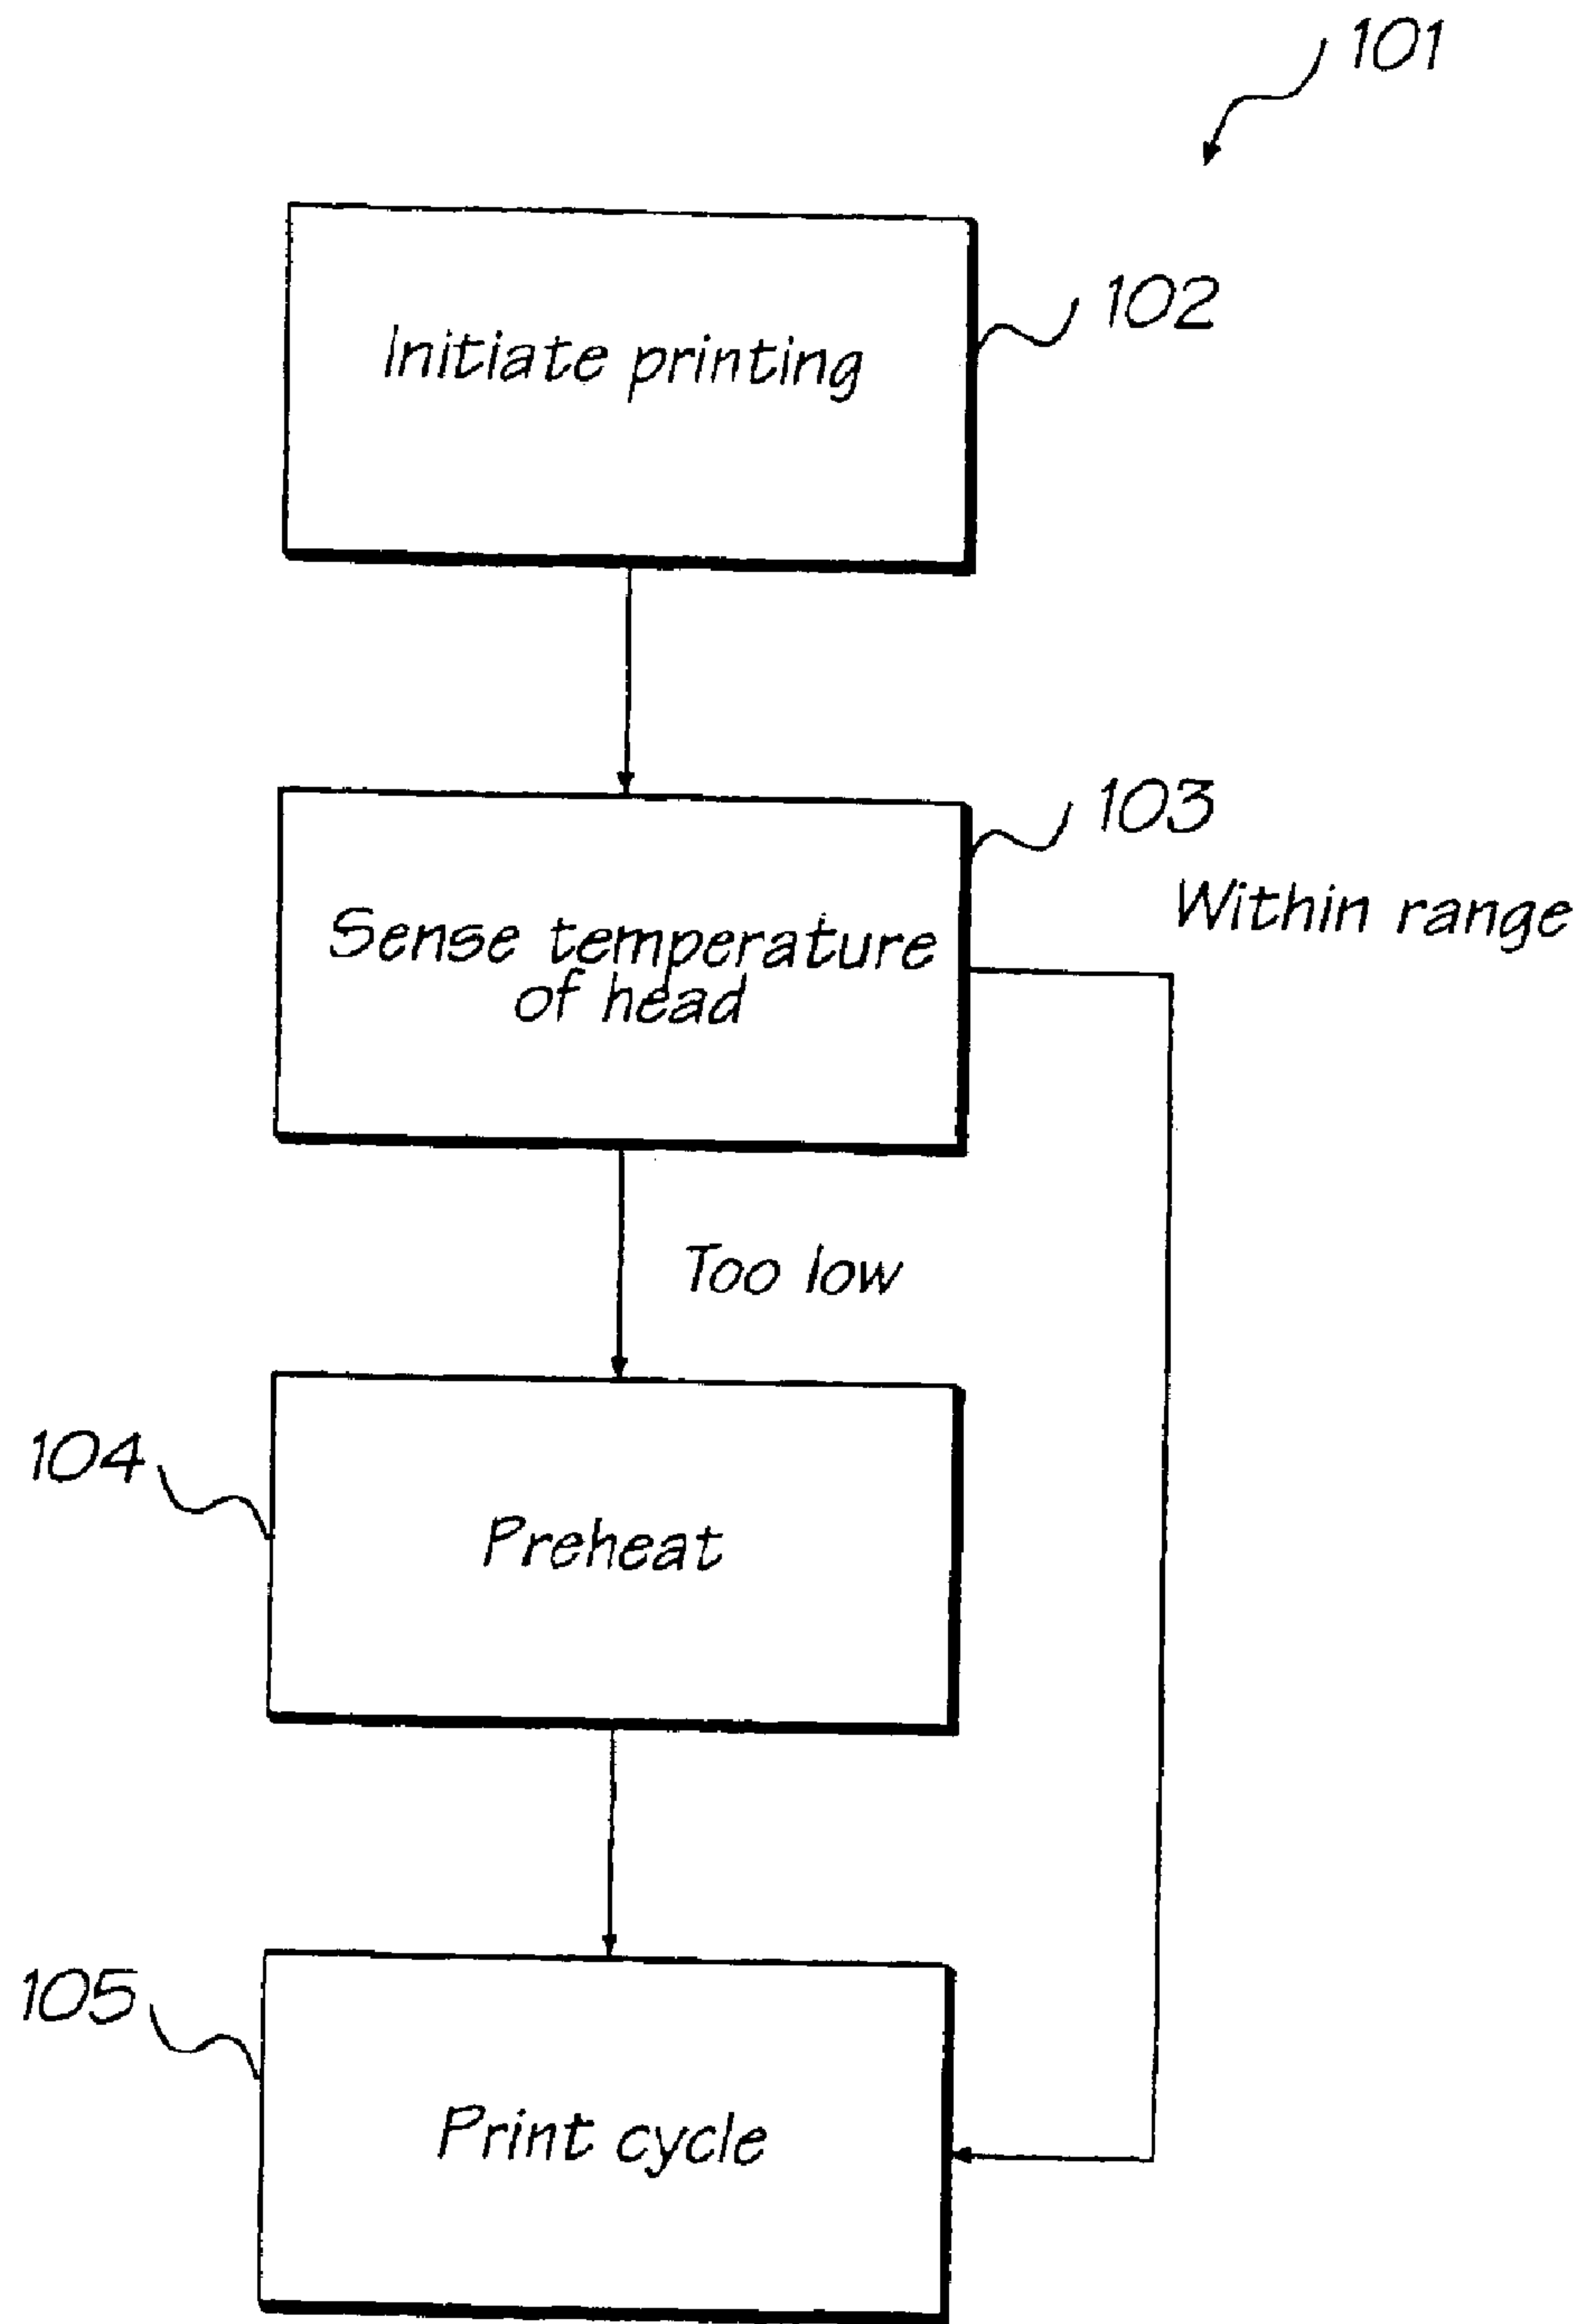 101
Initiate printing
102
103
Within range
Sense temperature
of head
Too low
104
Preheat
105
Print cycle